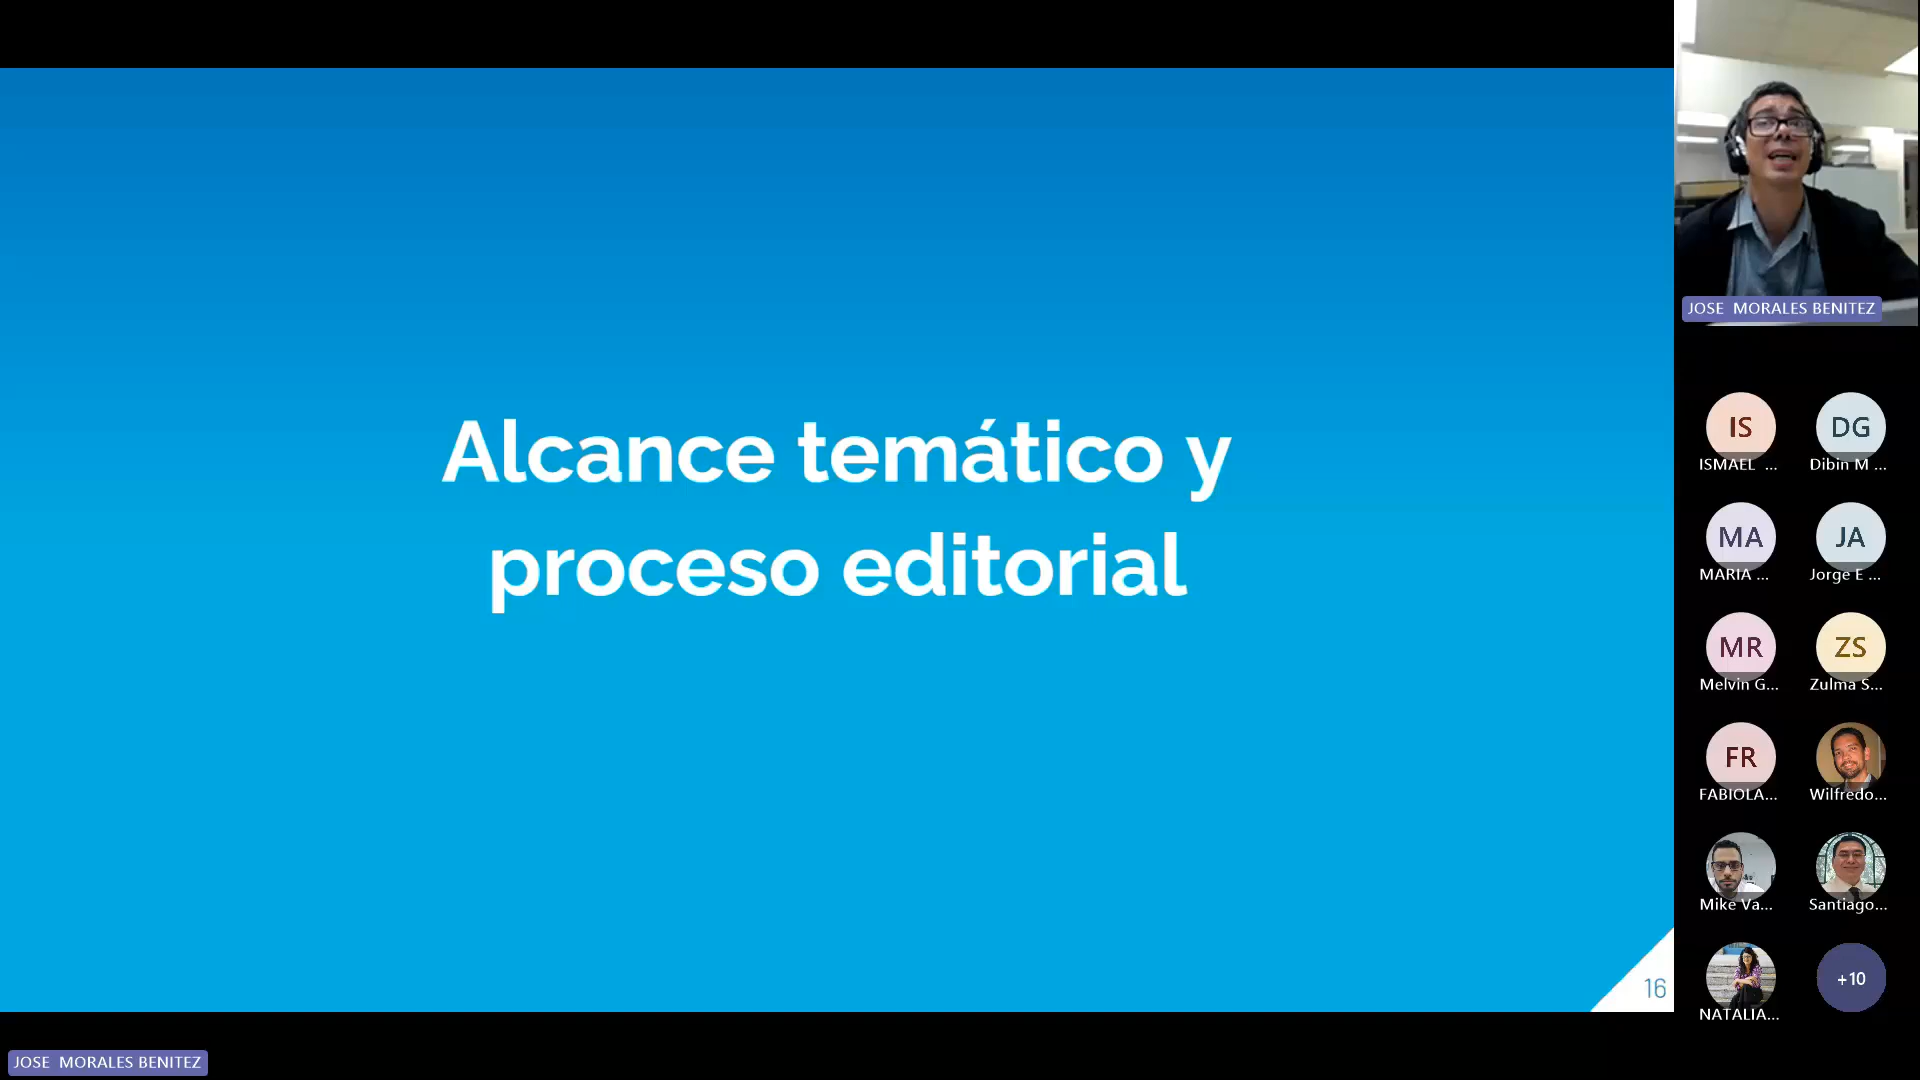 Alcance temático y
proceso editorial
16
JOSE MORALES BENITEZ
IS
ISMAEL ...
DG
Dibin M ...
MA
MARIA ...
JA
Jorge E ...
MR
Melvin G...
ZS
Zulma S...
FR
FABIOLA...
Wilfredo...
Mike Va...
Santiago...
NATALIA...
+10
JOSE MORALES BENITEZ